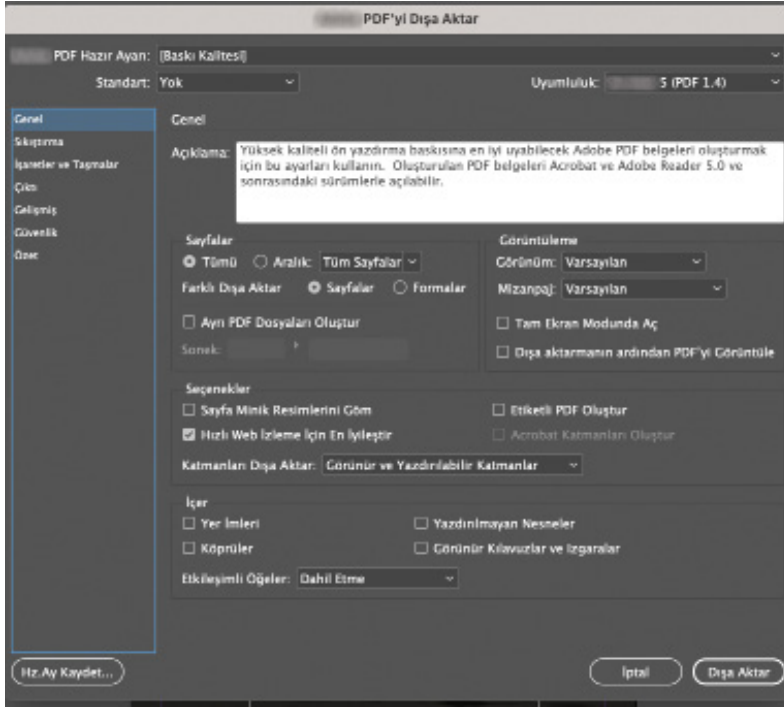 PDF'yi Dışa Aktar
PDF Hazır Ayarı: [Baskı Kalitesi]
Standart: Yok
Uyumluluk: 5 (PDF 1.4)
Genel
Sıkıştırma
İşaretler ve Taşmalar
Çıktı
Gelişmiş
Güvenlik
Özet
Genel
Açıklama: Yüksek kaliteli ön yazdırma baskısına en iyi uyabilecek Adobe PDF belgeleri oluşturmak
için bu ayarları kullanın. Oluşturulan PDF belgeleri Acrobat ve Adobe Reader 5.0 ve
sonrasındaki sürümlerle açılabilir.
Sayfalar
Tümü Aralık: Tüm Sayfalar
Farklı Dışa Aktar Sayfalar Formalar
Ayrı PDF Dosyaları Oluştur
Sonek:
Görüntüleme
Görünüm: Varsayılan
Mizanpaj: Varsayılan
Tam Ekran Modunda Aç
Dışa aktarmanın ardından PDF'yi Görüntüle
Seçenekler
Sayfa Minik Resimlerini Göm
Etiketli PDF Oluştur
Hızlı Web İzleme İçin En İyileştir
Acrobat Katmanları Oluştur
Katmanları Dışa Aktar: Görünür ve Yazdırılabilir Katmanlar
İçer
Yer İmleri
Yazdırılmayan Nesneler
Köprüler
Görünür Kılavuzlar ve Izgaralar
Etkileşimli Öğeler: Dahil Etme
Hz.Ay Kaydet...
İptal
Dışa Aktar